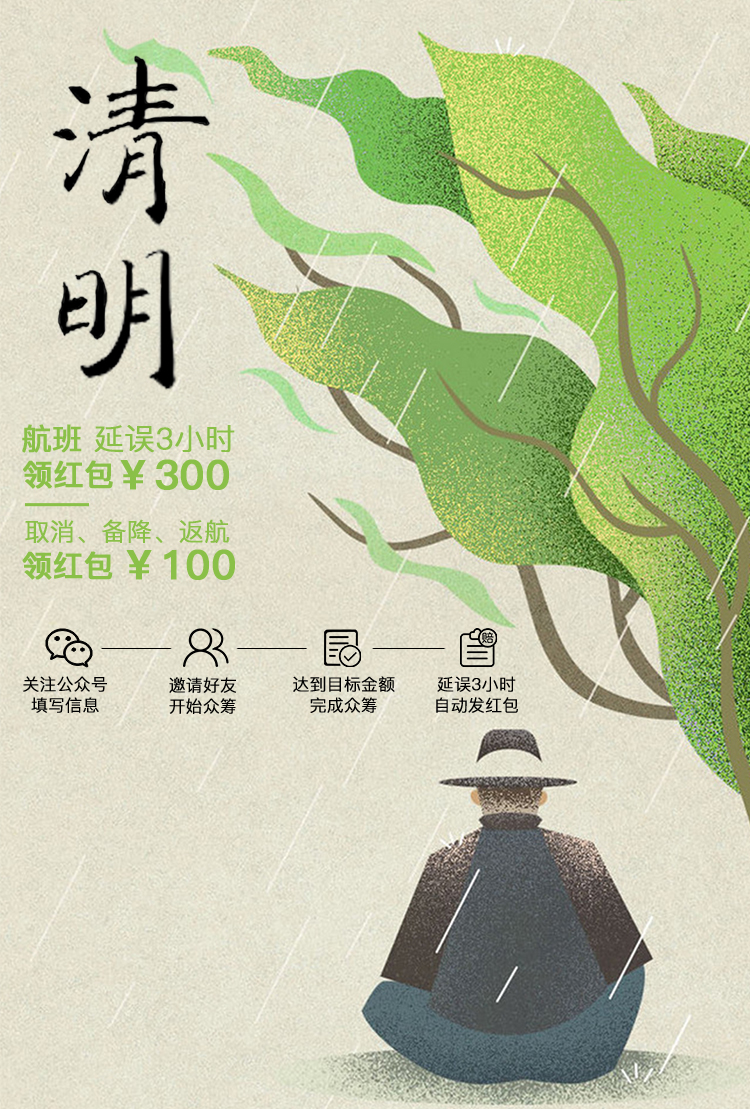 清
明
航班 延误3小时
领红包¥300
取消、备降、返航
领红包 ¥100
赔
关注公众号
填写信息
邀请好友
开始众筹
达到目标金额
完成众筹
延误3小时
自动发红包